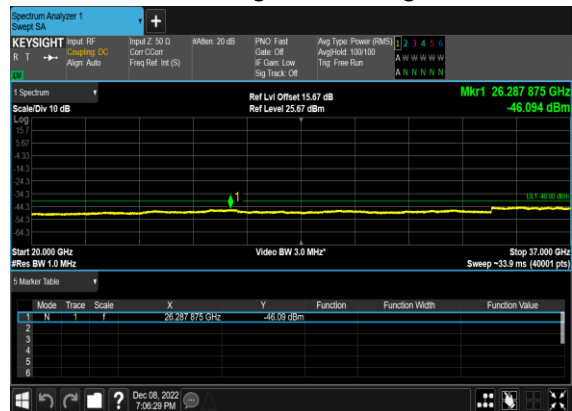 Spectrum Analyzer 1
Swept SA
KEYSIGHT Input: RF Input Z: 50 Ω #Atten: 20 dB PNO: Fast Avg Type: Power (RMS) 1 2 3 4 5 6
R T Coupling: DC Corr CCorr Gate: Off Avg|Hold: 100/100 A W W W W W
Align: Auto Freq Ref: Int (S) IF Gain: Low Trig: Free Run
LXI Sig Track: Off A N N N N N
1 Spectrum Ref Lvl Offset 15.67 dB Mkr1 26.287 875 GHz
Scale/Div 10 dB Ref Level 25.67 dBm -46.094 dBm
Log
15.7
5.67
-4.33
-14.3
-24.3
-34.3
1
-44.3
-54.3
-64.3
Start 20.000 GHz Video BW 3.0 MHz* Stop 37.000 GHz
#Res BW 1.0 MHz Sweep ~33.9 ms (40001 pts)
5 Marker Table
Mode Trace Scale X Y Function Function Width Function Value
1 N 1 f 26.287 875 GHz -46.09 dBm
2
3
4
5
6
? Dec 08, 2022
7:06:29 PM